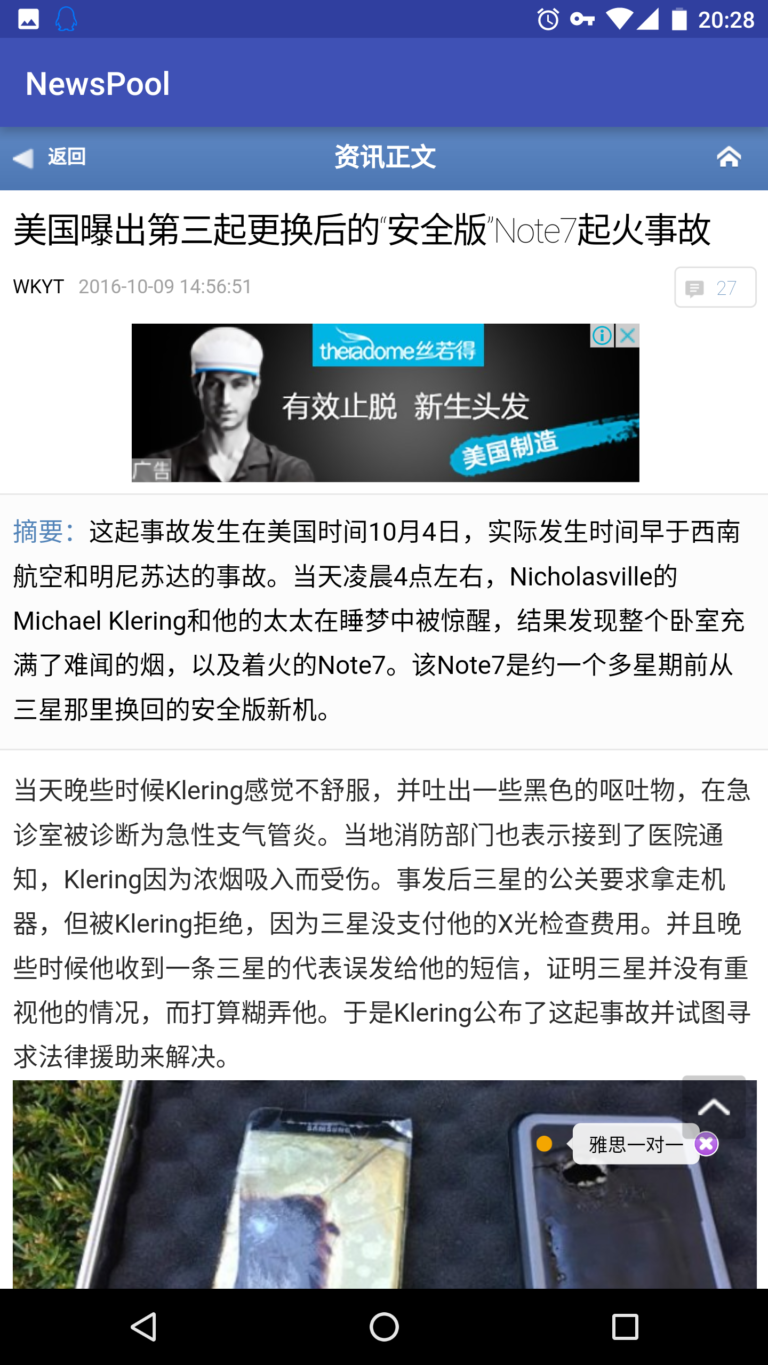 20:28
NewsPool
返回
资讯正文
美国曝出第三起更换后的“安全版”Note7起火事故
WKYT 2016-10-09 14:56:51
27
theradome丝若得
有效止脱 新生头发
美国制造
广告
摘要：这起事故发生在美国时间10月4日，实际发生时间早于西南
航空和明尼苏达的事故。当天凌晨4点左右，Nicholasville的
Michael Klering和他的太太在睡梦中被惊醒，结果发现整个卧室充
满了难闻的烟，以及着火的Note7。该Note7是约一个多星期前从
三星那里换回的安全版新机。
当天晚些时候Klering感觉不舒服，并吐出一些黑色的呕吐物，在急
诊室被诊断为急性支气管炎。当地消防部门也表示接到了医院通
知，Klering因为浓烟吸入而受伤。事发后三星的公关要求拿走机
器，但被Klering拒绝，因为三星没支付他的X光检查费用。并且晚
些时候他收到一条三星的代表误发给他的短信，证明三星并没有重
视他的情况，而打算糊弄他。于是Klering公布了这起事故并试图寻
求法律援助来解决。
SAMSUNG
雅思一对一